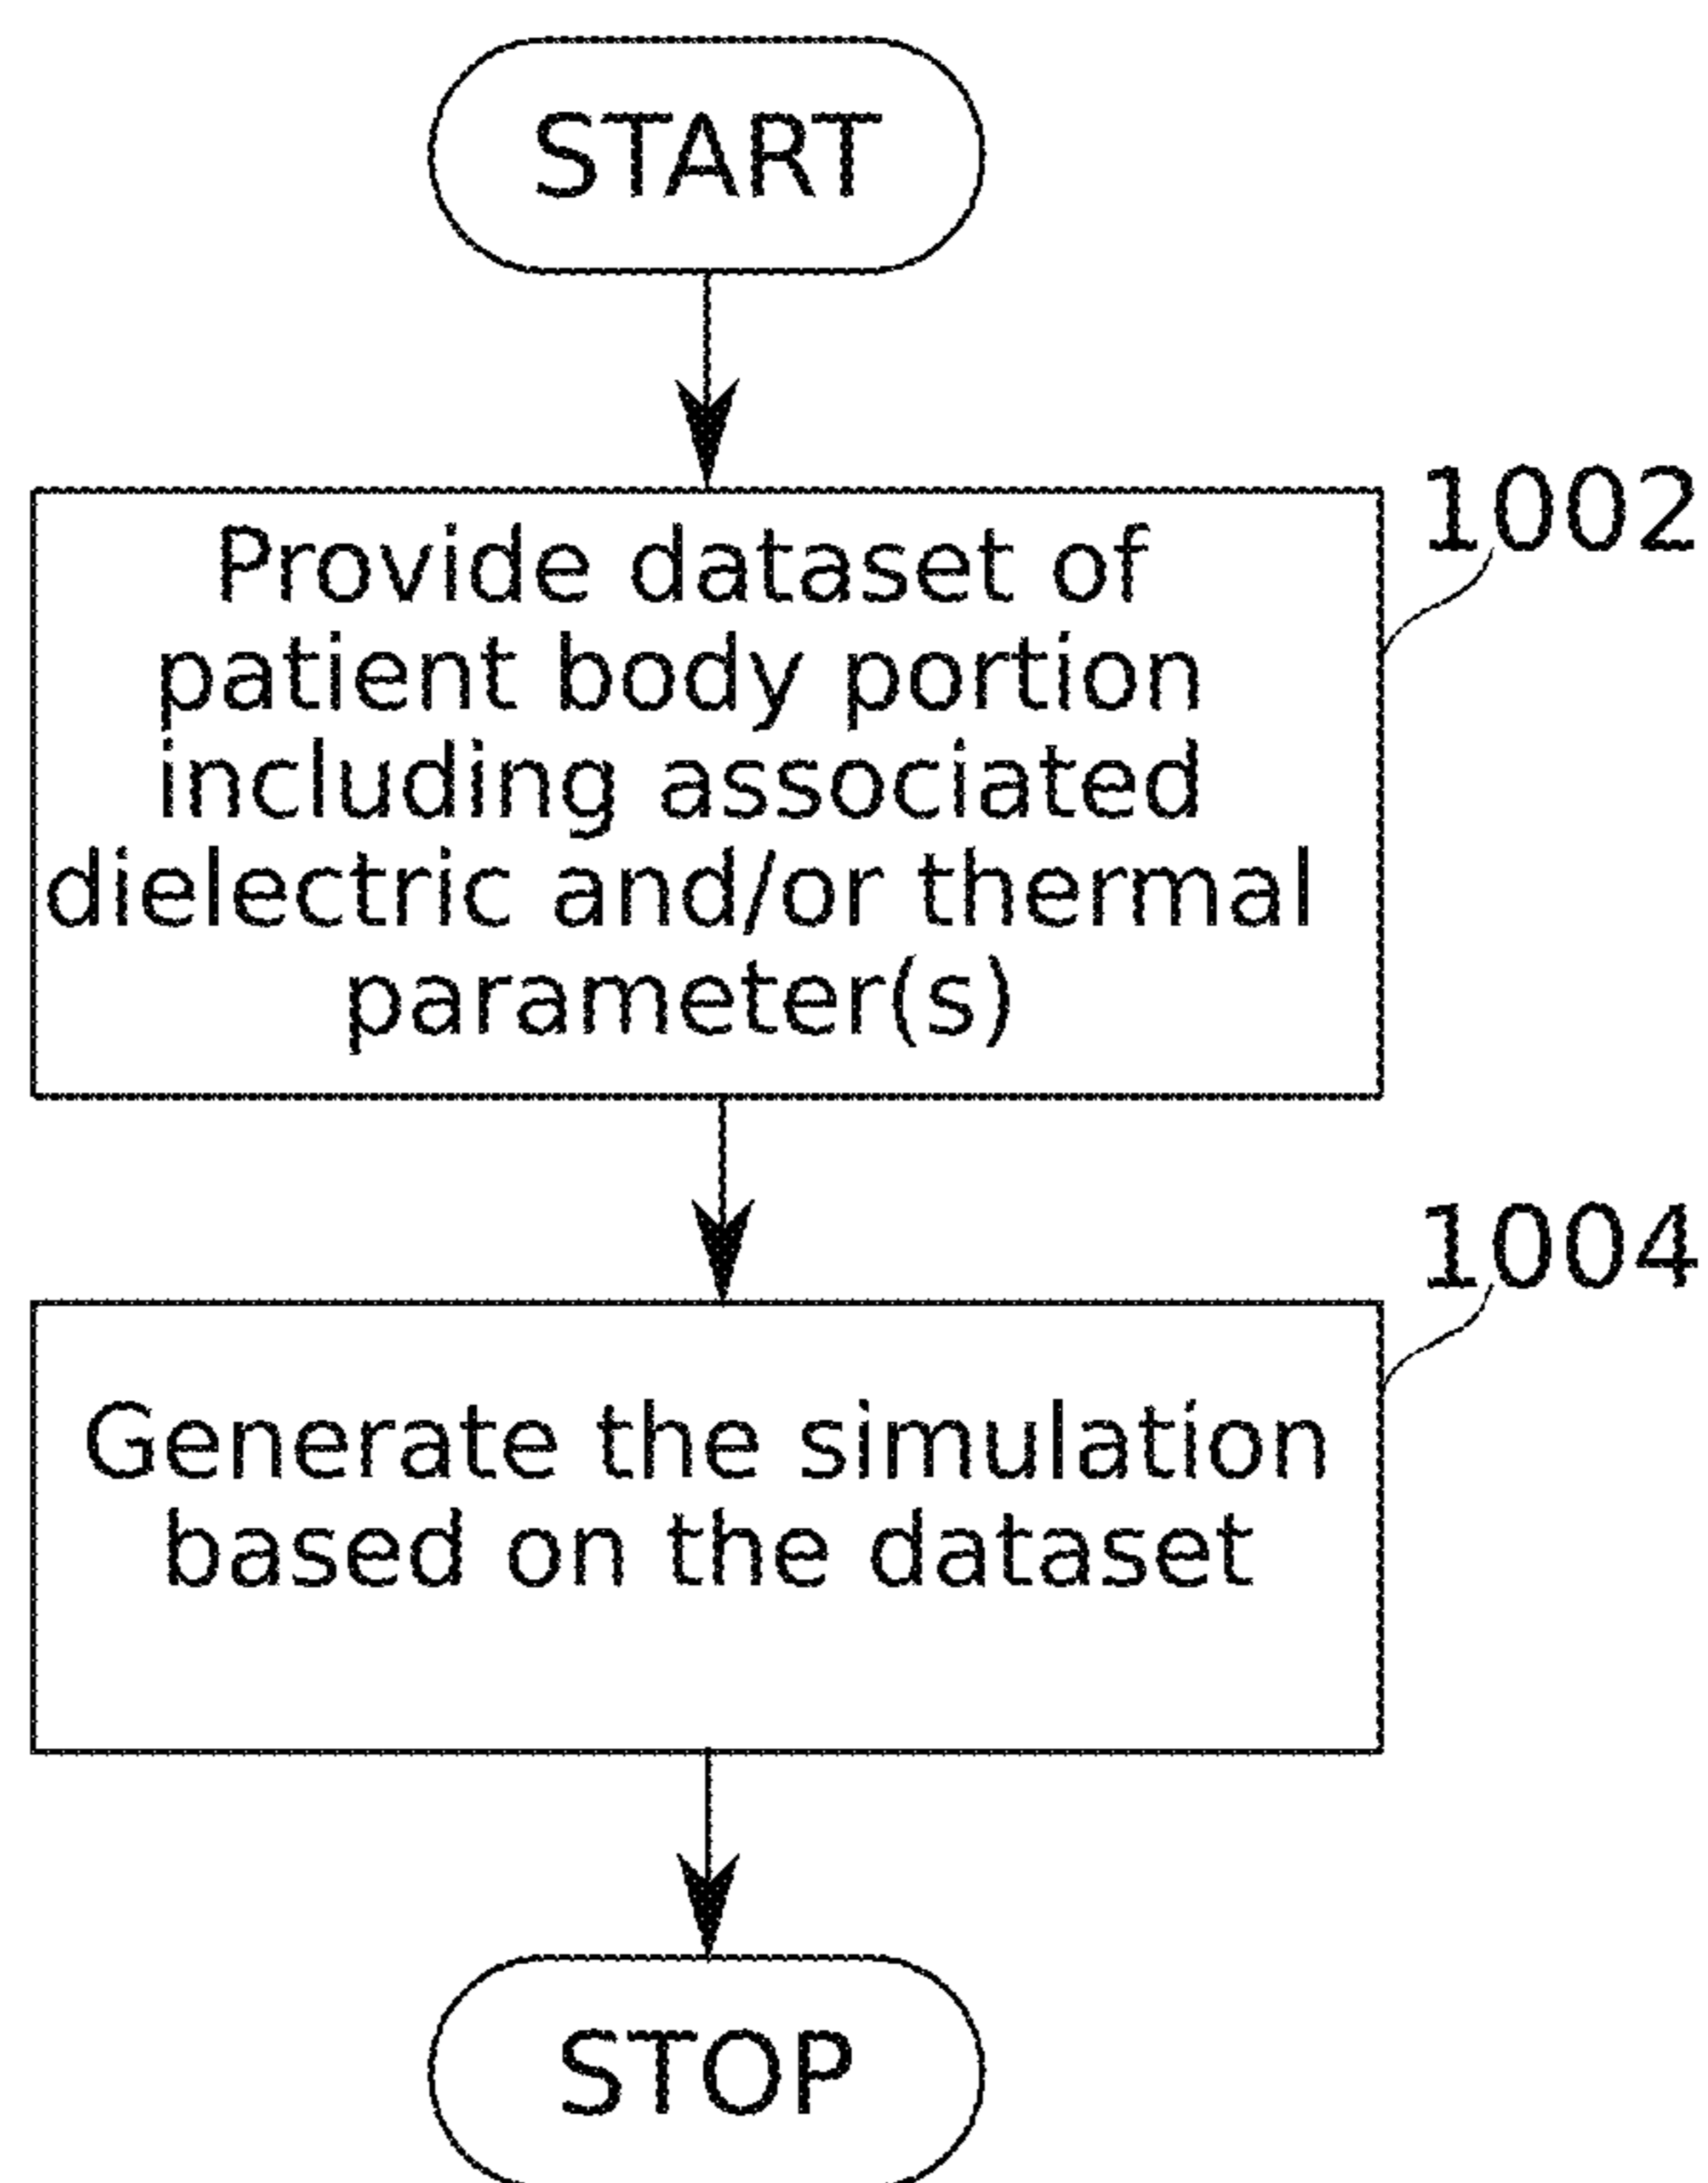 START
1002
Provide dataset of
patient body portion
including associated
dielectric and/or thermal
parameter(s)
1004
Generate the simulation
based on the dataset
STOP